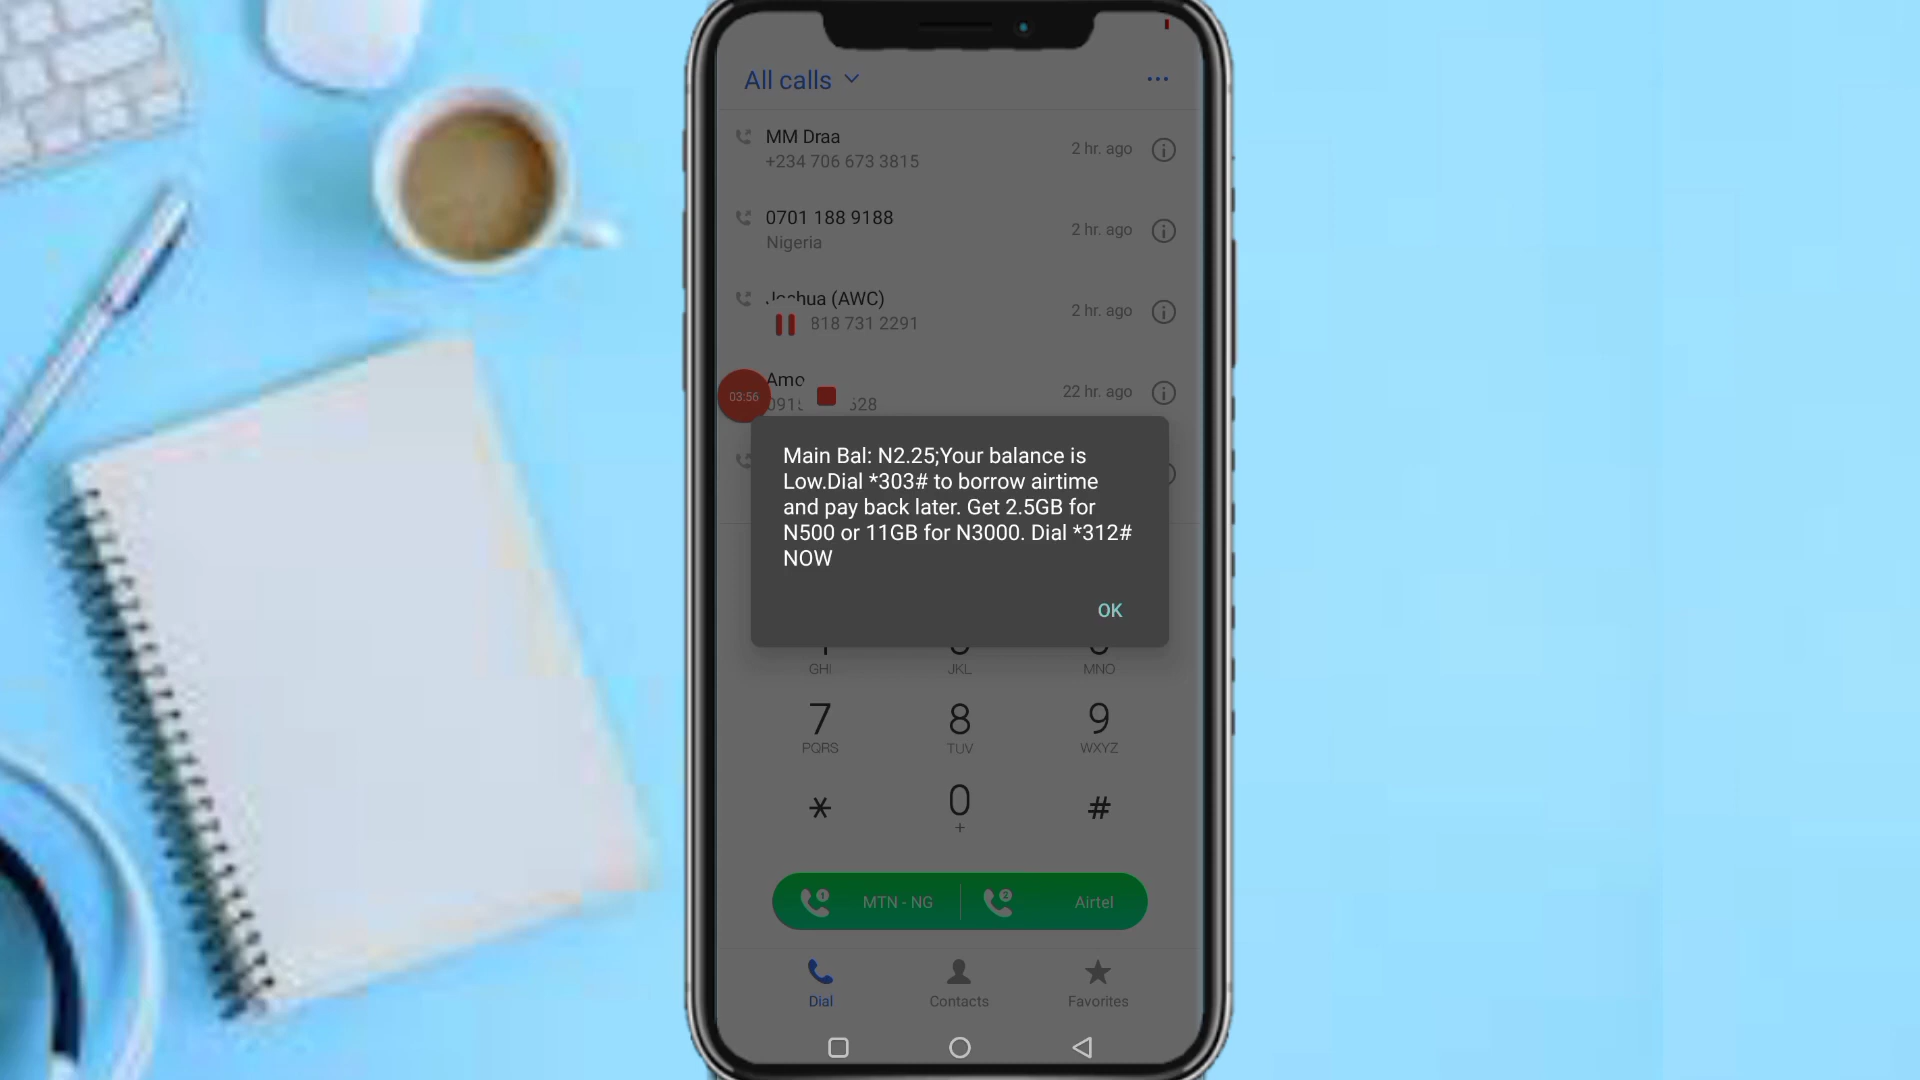 All calls
MM Draa
+234 706 673 3815
2 hr. ago
0701 188 9188
Nigeria
2 hr. ago
(AWC)
818 731 2291
2 hr. ago
22 hr. ago
03:56
Main Bal: N2.25;Your balance is
Low.Dial *303# to borrow airtime
and pay back later. Get 2.5GB for
N500 or 11GB for N3000. Dial *312#
NOW
OK
GHI JKL MNO
7 8 9
PQRS TUV WXYZ
* 0 #
+
1 MTN - NG 2 Airtel
Dial Contacts Favorites